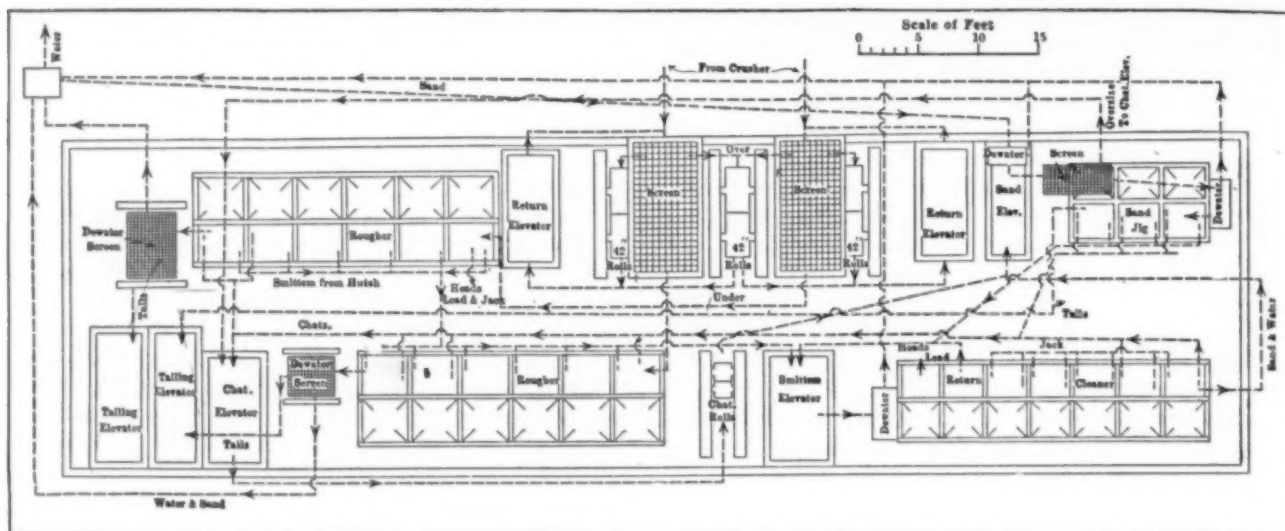 Scale of Feet
0 5 10 15
Water
From Crusher
Sand
Oversize
To Chat. Elev.
Over
Screen
Screen
Dewater
Screen
Return
Elevator
Return
Elevator
Sand
Elev.
Sand
Jig
Dewater
Dewater
Screen
Rougher
42
Rolls
42
Rolls
42
Rolls
Smittem from Hutch
Heads
Lead & Jack
Under
Tails
Tails
Chats.
Sand & Water
Heads
Lead
Jack
Tailing
Elevator
Tailing
Elevator
Chat.
Elevator
Dewater
Screen
Rougher
Chat.
Rolls
Smittem
Elevator
Dewater
Return
Cleaner
Tails
Water & Sand